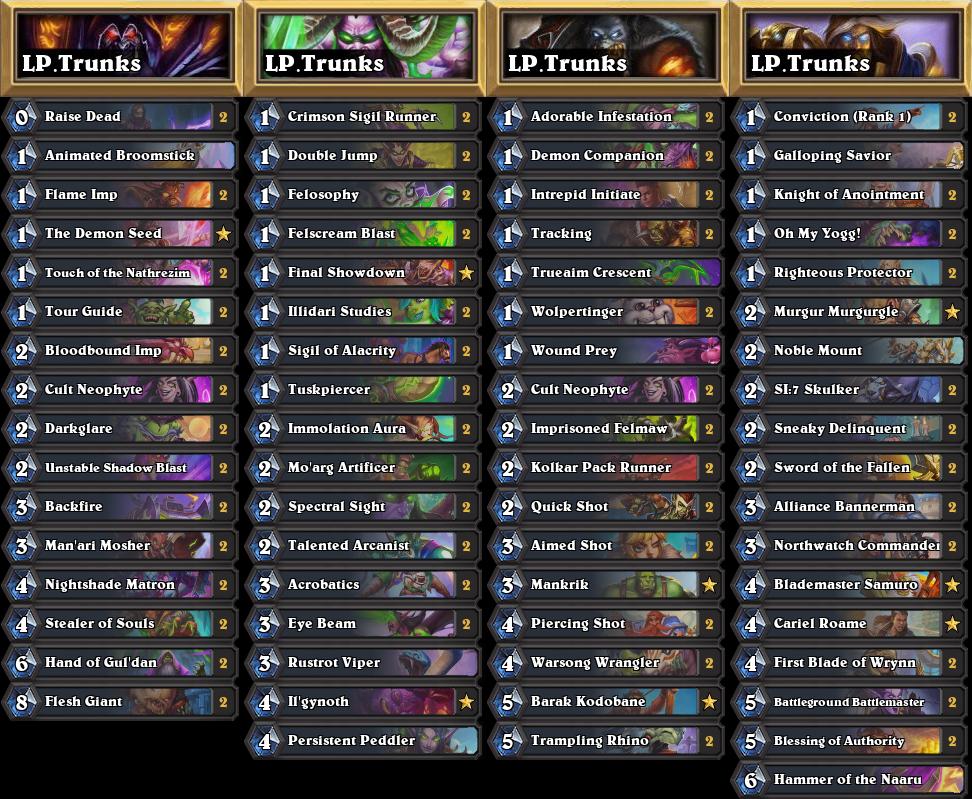 LP.Trunks
0 Raise Dead 2
1 Animated Broomstick
1 Flame Imp 2
1 The Demon Seed
1 Touch of the Nathrezim 2
1 Tour Guide 2
2 Bloodbound Imp 2
2 Cult Neophyte 2
2 Darkglare 2
2 Unstable Shadow Blast 2
3 Backfire 2
3 Man'ari Mosher 2
4 Nightshade Matron 2
4 Stealer of Souls 2
6 Hand of Gul'dan 2
8 Flesh Giant 2
LP.Trunks
1 Crimson Sigil Runner 2
1 Double Jump 2
1 Felosophy 2
1 Felscream Blast 2
1 Final Showdown
1 Illidari Studies 2
1 Sigil of Alacrity 2
1 Tuskpiercer 2
2 Immolation Aura 2
2 Mo'arg Artificer 2
2 Spectral Sight 2
2 Talented Arcanist 2
3 Acrobatics 2
3 Eye Beam 2
3 Rustrot Viper
4 Il'gynoth
4 Persistent Peddler
LP.Trunks
1 Adorable Infestation 2
1 Demon Companion 2
1 Intrepid Initiate 2
1 Tracking 2
1 Trueaim Crescent
1 Wolpertinger 2
1 Wound Prey
2 Cult Neophyte 2
2 Imprisoned Felmaw 2
2 Kolkar Pack Runner 2
2 Quick Shot 2
3 Aimed Shot 2
3 Mankrik
4 Piercing Shot 2
4 Warsong Wrangler 2
5 Barak Kodobane
5 Trampling Rhino 2
LP.Trunks
1 Conviction (Rank 1) 2
1 Galloping Savior
1 Knight of Anointment 2
1 Oh My Yogg! 2
1 Righteous Protector 2
2 Murgur Murgurgle
2 Noble Mount
2 SI:7 Skulker 2
2 Sneaky Delinquent 2
2 Sword of the Fallen 2
3 Alliance Bannerman 2
3 Northwatch Commander 2
4 Blademaster Samuro
4 Cariel Roame
4 First Blade of Wrynn 2
5 Battleground Battlemaster 2
5 Blessing of Authority 2
6 Hammer of the Naaru